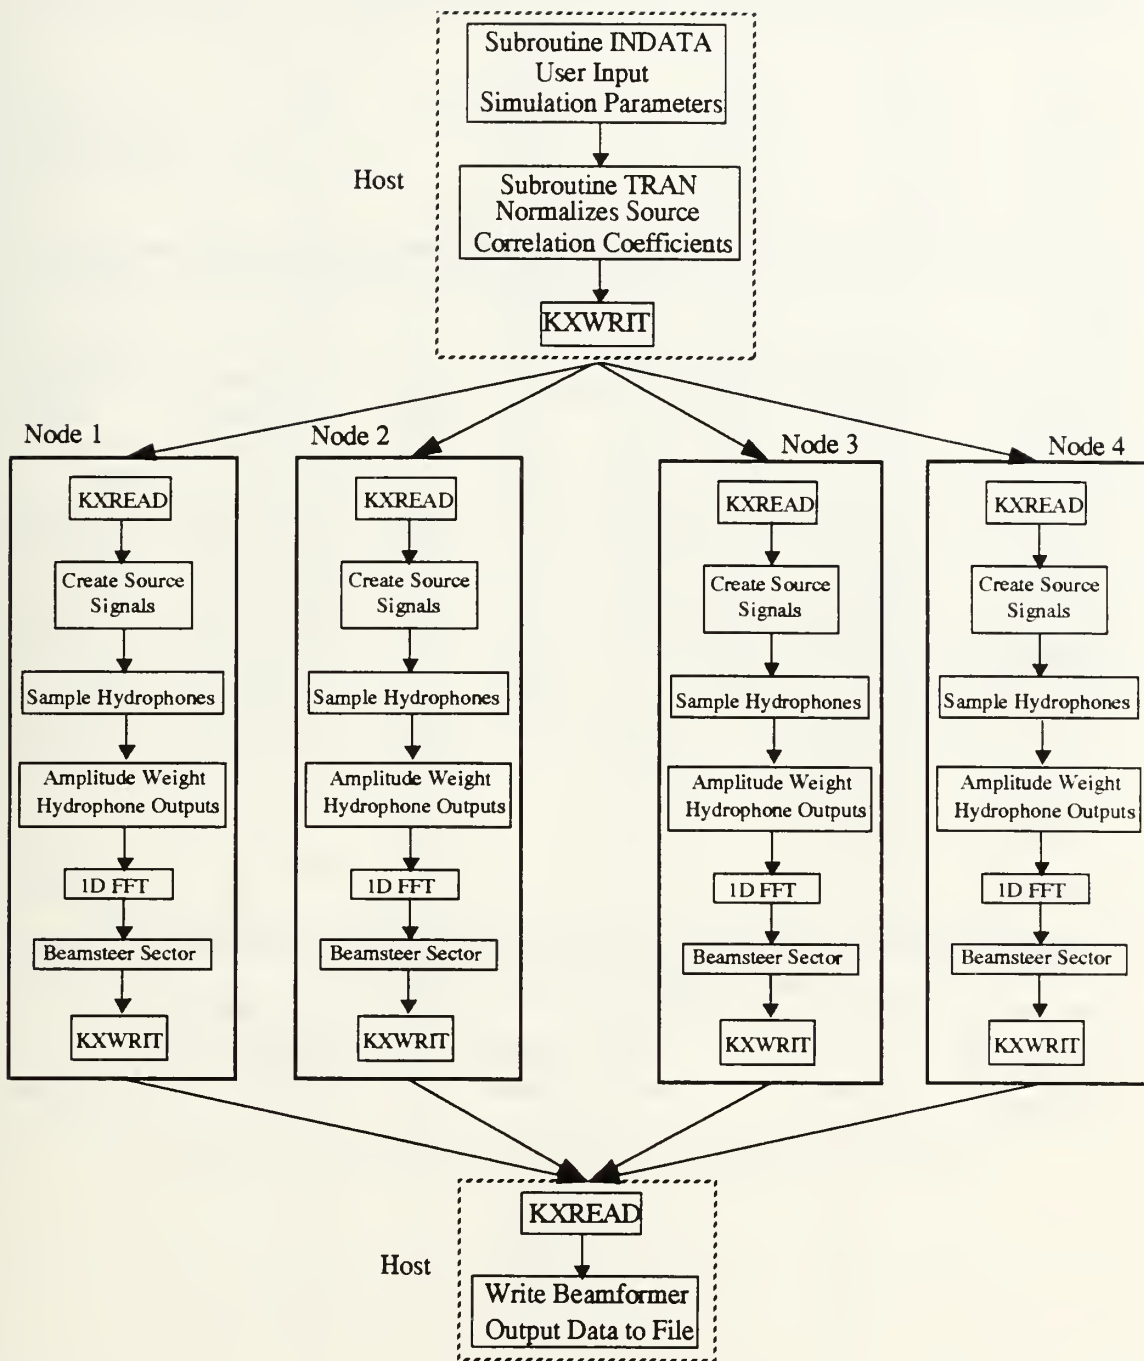 Subroutine INDATA
User Input
Simulation Parameters
Host
Subroutine TRAN
Normalizes Source
Correlation Coefficients
KXWRIT
Node 1
KXREAD
Create Source
Signals
Sample Hydrophones
Amplitude Weight
Hydrophone Outputs
1D FFT
Beamsteer Sector
KXWRIT
Node 2
KXREAD
Create Source
Signals
Sample Hydrophones
Amplitude Weight
Hydrophone Outputs
1D FFT
Beamsteer Sector
KXWRIT
Node 3
KXREAD
Create Source
Signals
Sample Hydrophones
Amplitude Weight
Hydrophone Outputs
1D FFT
Beamsteer Sector
KXWRIT
Node 4
KXREAD
Create Source
Signals
Sample Hydrophones
Amplitude Weight
Hydrophone Outputs
1D FFT
Beamsteer Sector
KXWRIT
KXREAD
Host
Write Beamformer
Output Data to File